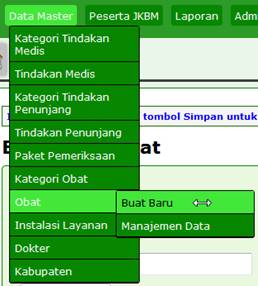 Data Master Peserta JKBM Laporan Adm
Kategori Tindakan
Medis
Tindakan Medis
Kategori Tindakan
Penunjang
tombol Simpan untuk
Tindakan Penunjang
at
Paket Pemeriksaan
Kategori Obat
Obat
Buat Baru
Instalasi Layanan
Manajemen Data
Dokter
Kabupaten